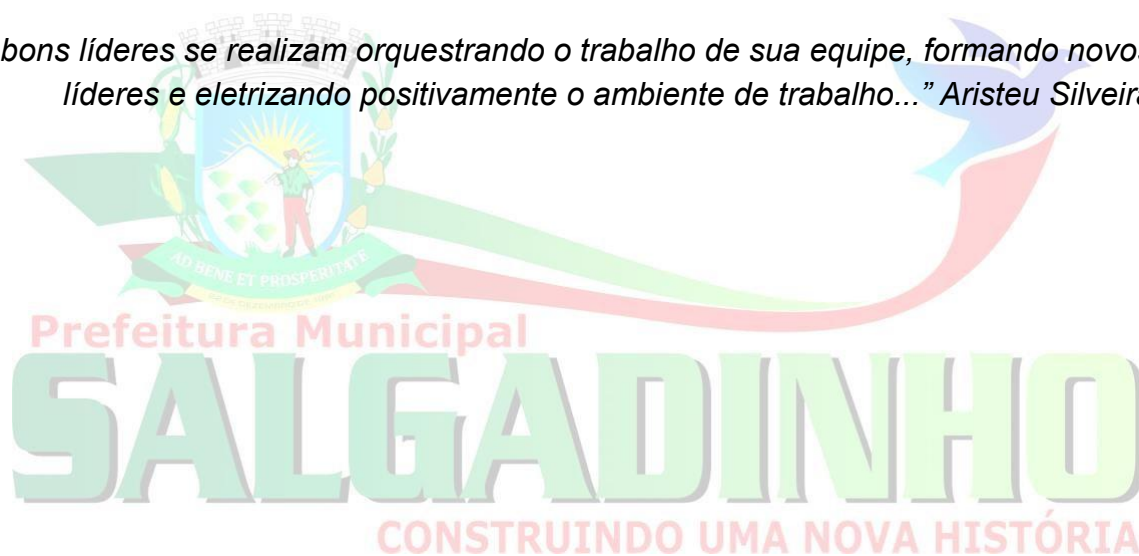 bons líderes se realizam orquestrando o trabalho de sua equipe, formando novos
líderes e eletrizando positivamente o ambiente de trabalho...” Aristeu Silveira
AD BENE ET PROSPERITATE
Prefeitura Municipal
SALGADINHO
CONSTRUINDO UMA NOVA HISTÓRIA